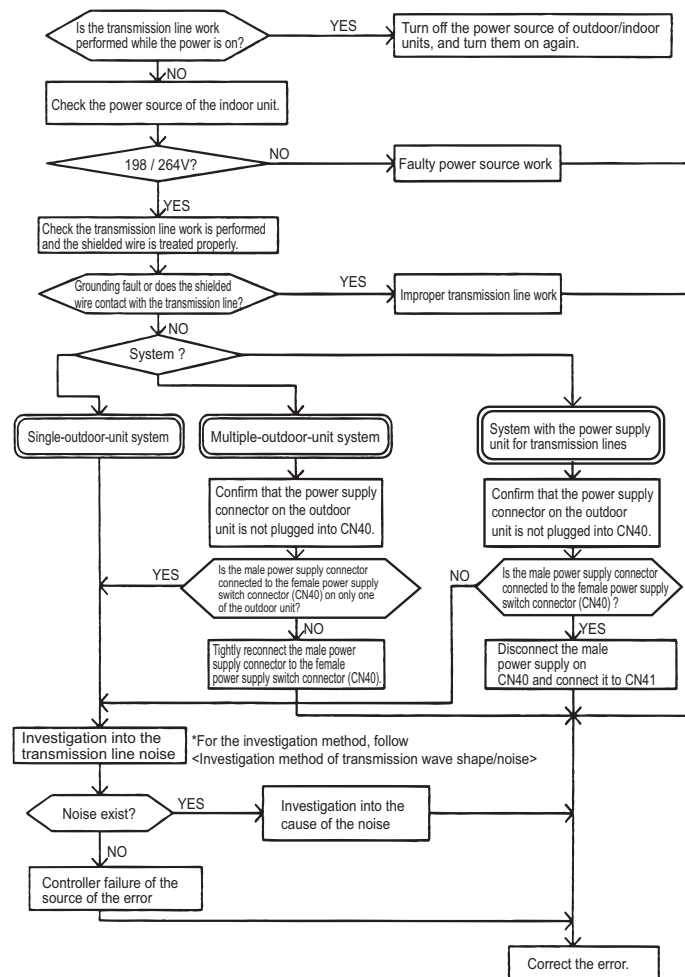 Is the transmission line work
performed while the power is on?
YES
Turn off the power source of outdoor/indoor
units, and turn them on again.
NO
Check the power source of the indoor unit.
198 / 264V?
NO
Faulty power source work
YES
Check the transmission line work is performed
and the shielded wire is treated properly.
Grounding fault or does the shielded
wire contact with the transmission line?
YES
Improper transmission line work
NO
System ?
Single-outdoor-unit system
Multiple-outdoor-unit system
System with the power supply
unit for transmission lines
Confirm that the power supply
connector on the outdoor
unit is not plugged into CN40.
Confirm that the power supply
connector on the outdoor
unit is not plugged into CN40.
YES
Is the male power supply connector
connected to the female power supply
switch connector (CN40) on only one
of the outdoor unit?
NO
Is the male power supply connector
connected to the female power supply
switch connector (CN40) ?
NO
YES
Tightly reconnect the male power
supply connector to the female
power supply switch connector (CN40).
Disconnect the male
power supply on
CN40 and connect it to CN41
Investigation into the
transmission line noise
*For the investigation method, follow
<Investigation method of transmission wave shape/noise>
Noise exist?
YES
Investigation into the
cause of the noise
NO
Controller failure of the
source of the error
Correct the error.